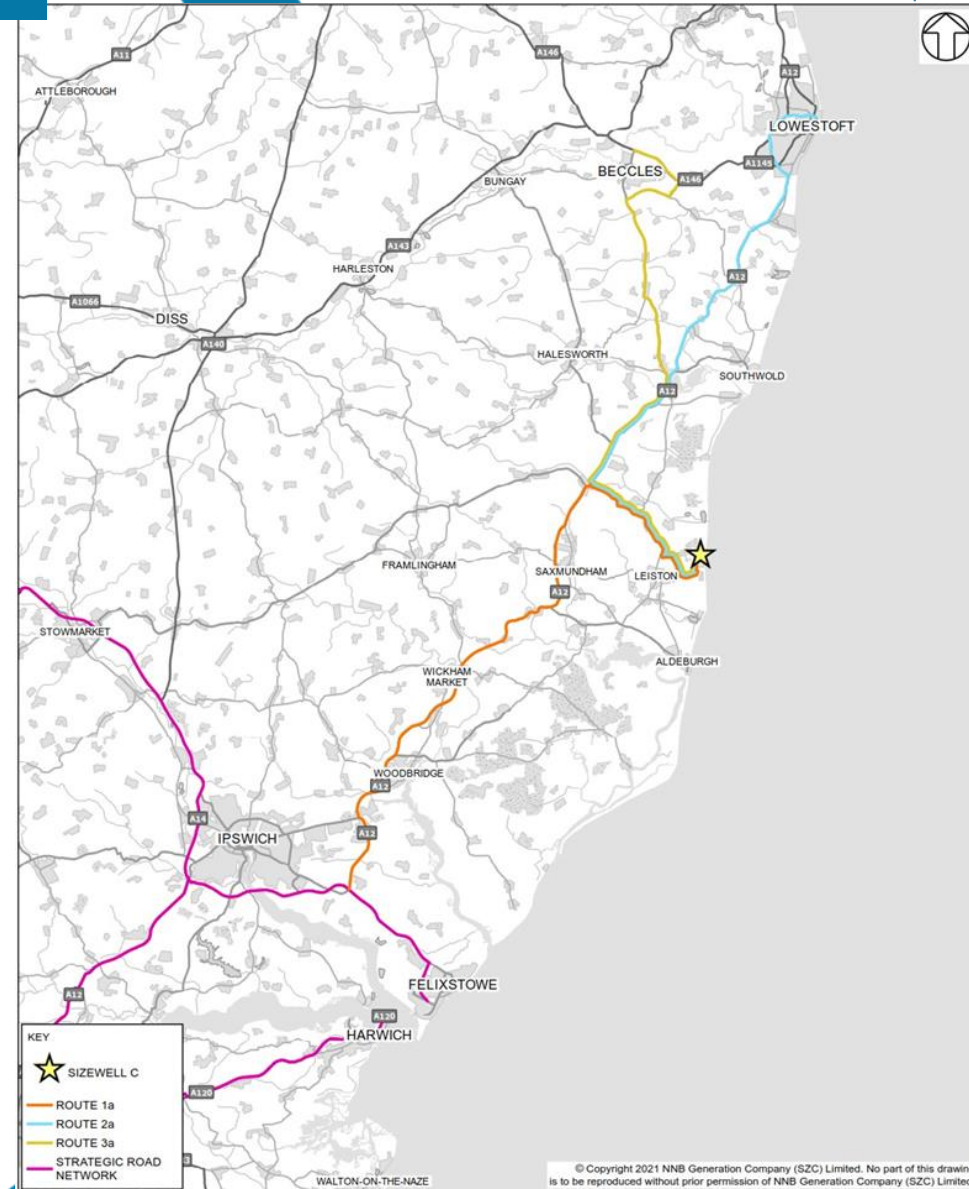 A11
A146
A12
ATTLEBOROUGH
LOWESTOFT
A1145
BECCLES
A146
BUNGAY
A143
HARLESTON
A12
A1066
DISS
A140
HALESWORTH
SOUTHWOLD
A12
FRAMLINGHAM
SAXMUNDHAM
LEISTON
A12
STOWMARKET
ALDEBURGH
WICKHAM
MARKET
WOODBRIDGE
A12
A14
A12
IPSWICH
FELIXSTOWE
A12
A120
HARWICH
KEY
SIZEWELL C
A120
ROUTE 1a
ROUTE 2a
ROUTE 3a
STRATEGIC ROAD
NETWORK
WALTON-ON-THE-NAZE
© Copyright 2021 NNB Generation Company (SZC) Limited. No part of this drawin
is to be reproduced without prior permission of NNB Generation Company (SZC) Limite